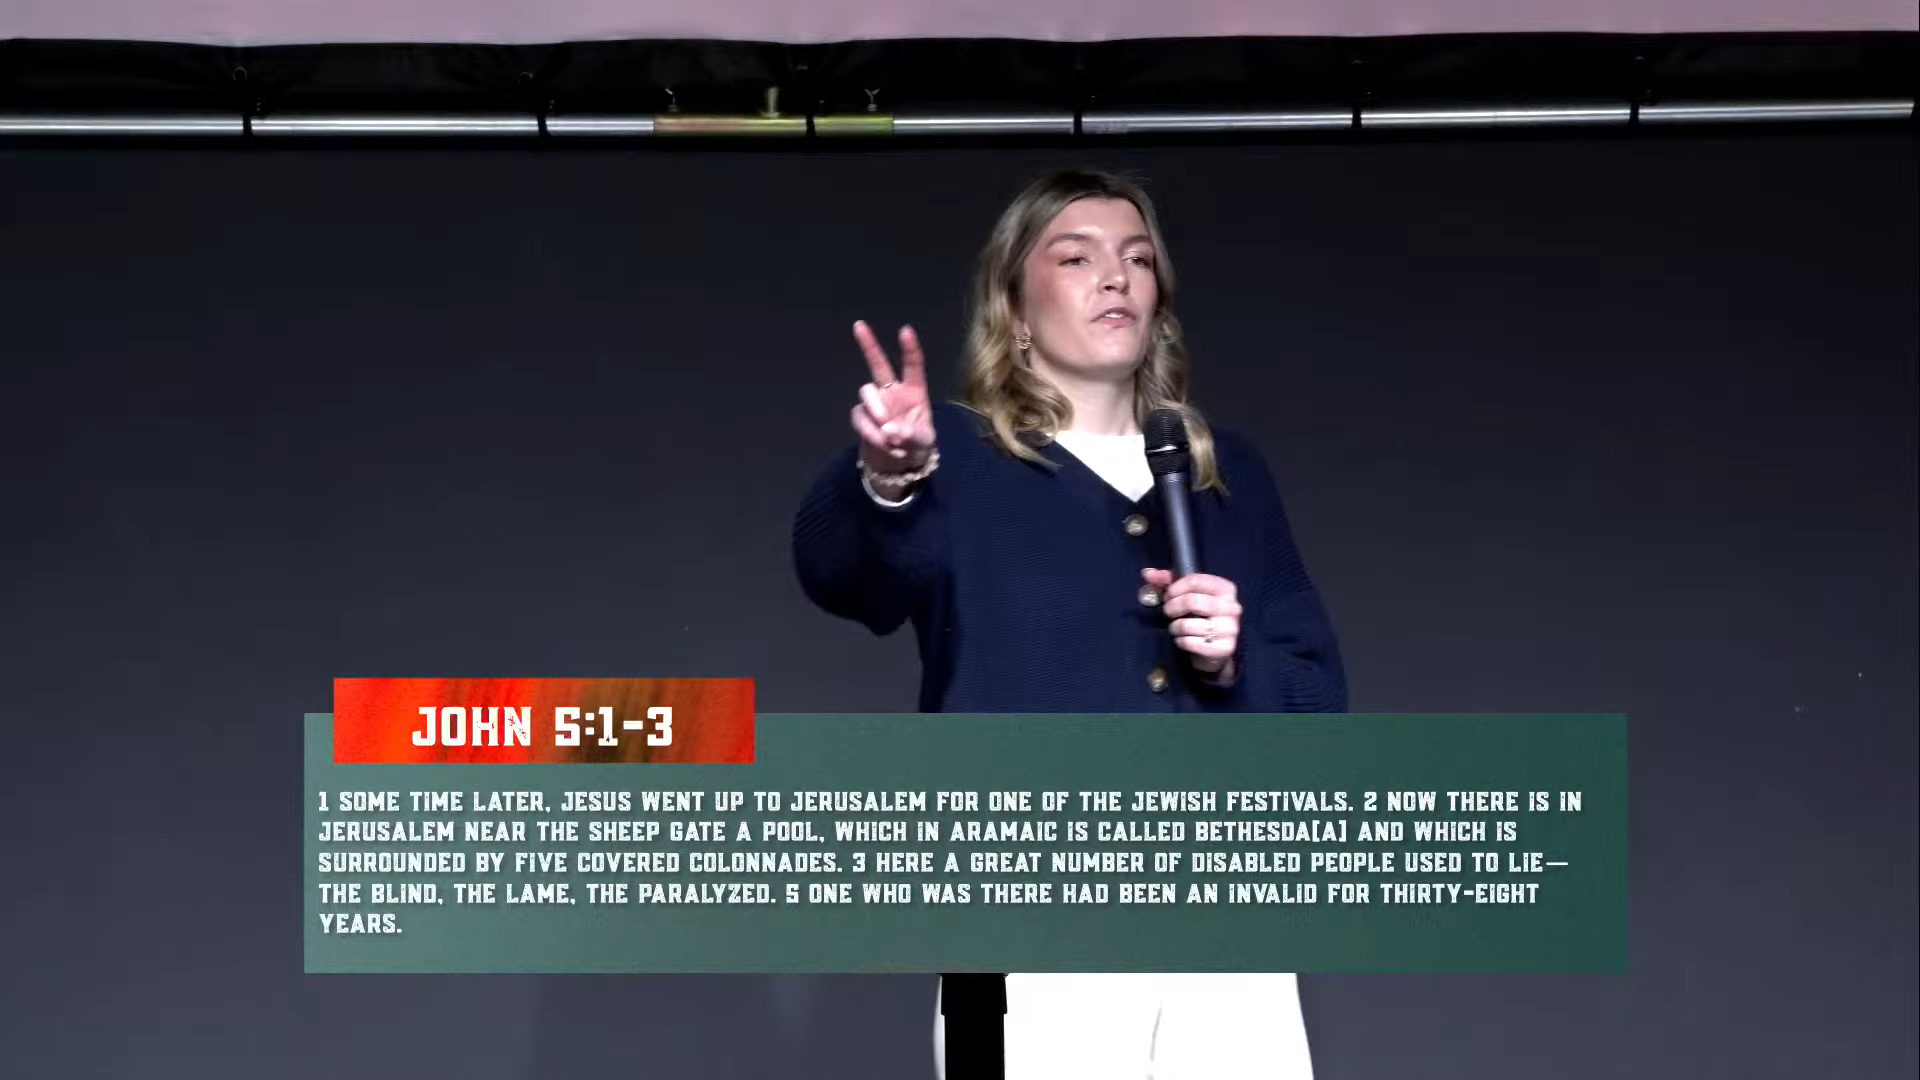 JOHN 5:1-3
1 SOME TIME LATER, JESUS WENT UP TO JERUSALEM FOR ONE OF THE JEWISH FESTIVALS. 2 NOW THERE IS IN
JERUSALEM NEAR THE SHEEP GATE A POOL, WHICH IN ARAMAIC IS CALLED BETHESDA[A] AND WHICH IS
SURROUNDED BY FIVE COVERED COLONNADES. 3 HERE A GREAT NUMBER OF DISABLED PEOPLE USED TO LIE—
THE BLIND, THE LAME, THE PARALYZED. 5 ONE WHO WAS THERE HAD BEEN AN INVALID FOR THIRTY-EIGHT
YEARS.